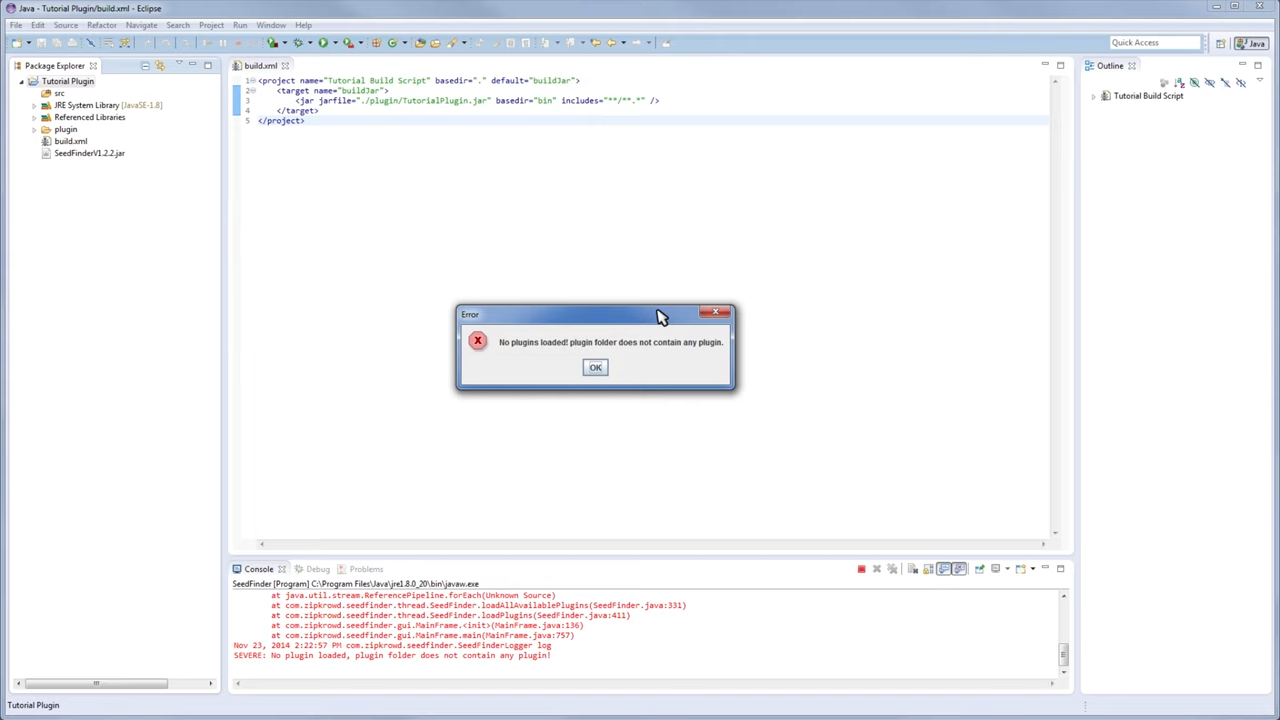 Java - Tutorial Plugin/build.xml - Eclipse
File Edit Source Refactor Navigate Search Project Run Window Help
Quick Access
Java
Package Explorer
Tutorial Plugin
src
JRE System Library [JavaSE-1.8]
Referenced Libraries
plugin
build.xml
SeedFinderV1.2.2.jar
build.xml
1 <project name="Tutorial Build Script" basedir="." default="buildJar">
2 <target name="buildJar">
3 <jar jarfile="./plugin/TutorialPlugin.jar" basedir="bin" includes="**/**.*" />
4 </target>
5 </project>
Outline
Tutorial Build Script
Error
No plugins loaded! plugin folder does not contain any plugin.
OK
Console Debug Problems
SeedFinder [Program] C:\Program Files\Java\jre1.8.0_20\bin\javaw.exe
at java.util.stream.ReferencePipeline.forEach(Unknown Source)
at com.zipkrowd.seedfinder.thread.SeedFinder.loadAllAvailablePlugins(SeedFinder.java:331)
at com.zipkrowd.seedfinder.thread.SeedFinder.loadPlugins(SeedFinder.java:411)
at com.zipkrowd.seedfinder.gui.MainFrame.<init>(MainFrame.java:136)
at com.zipkrowd.seedfinder.gui.MainFrame.main(MainFrame.java:757)
Nov 23, 2014 2:22:57 PM com.zipkrowd.seedfinder.SeedFinderLogger log
SEVERE: No plugin loaded, plugin folder does not contain any plugin!
Tutorial Plugin